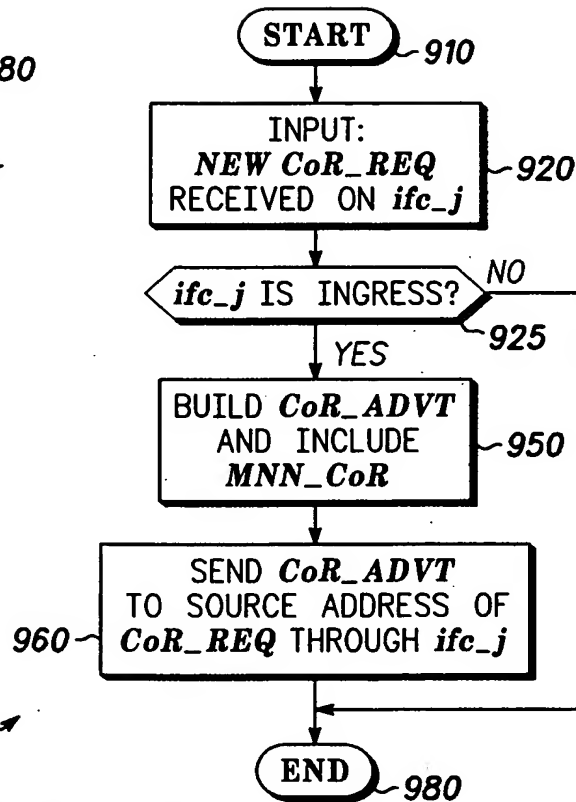 START
910
80
INPUT:
NEW CoR_REQ
RECEIVED ON ifc_j
920
ifc_j IS INGRESS?
NO
925
YES
BUILD CoR_ADVT
AND INCLUDE
MNN_CoR
950
SEND CoR_ADVT
TO SOURCE ADDRESS OF
CoR_REQ THROUGH ifc_j
960
END
980